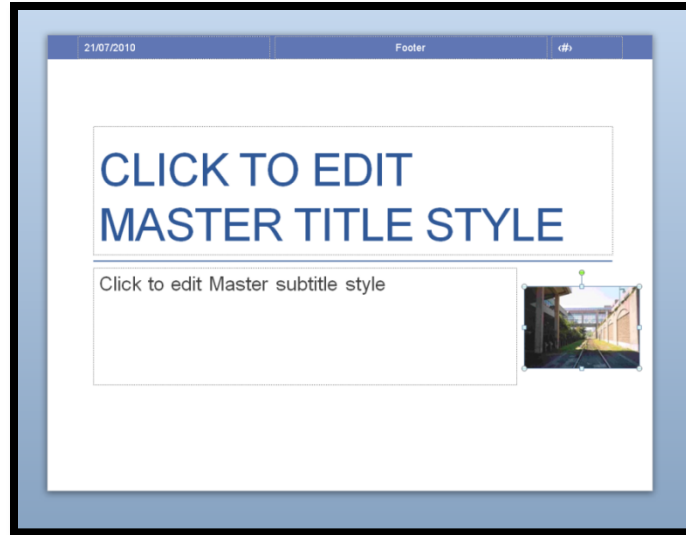 21/07/2010 Footer ‹#›
CLICK TO EDIT
MASTER TITLE STYLE
Click to edit Master subtitle style